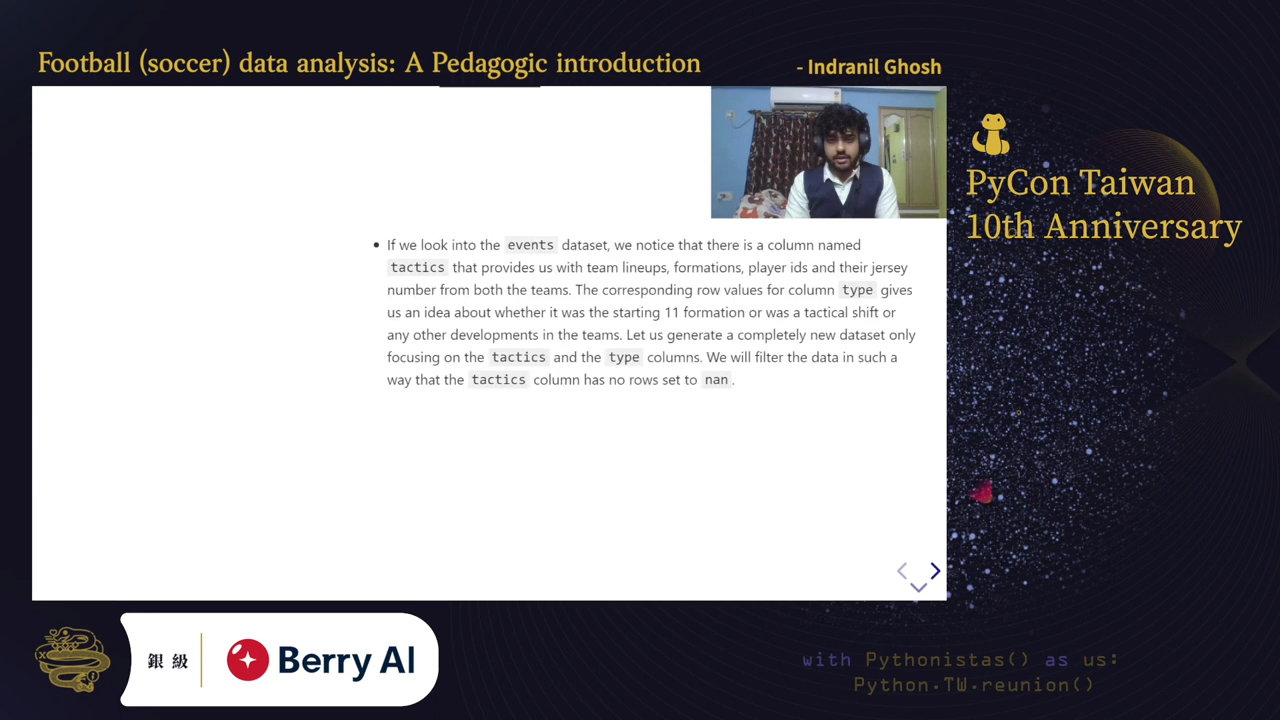 Football (soccer) data analysis: A Pedagogic introduction
- Indranil Ghosh
PyCon Taiwan
10th Anniversary
• If we look into the events dataset, we notice that there is a column named
tactics that provides us with team lineups, formations, player ids and their jersey
number from both the teams. The corresponding row values for column type gives
us an idea about whether it was the starting 11 formation or was a tactical shift or
any other developments in the teams. Let us generate a completely new dataset only
focusing on the tactics and the type columns. We will filter the data in such a
way that the tactics column has no rows set to nan.
銀級
Berry AI
with Pythonistas() as us:
Python.TW.reunion()